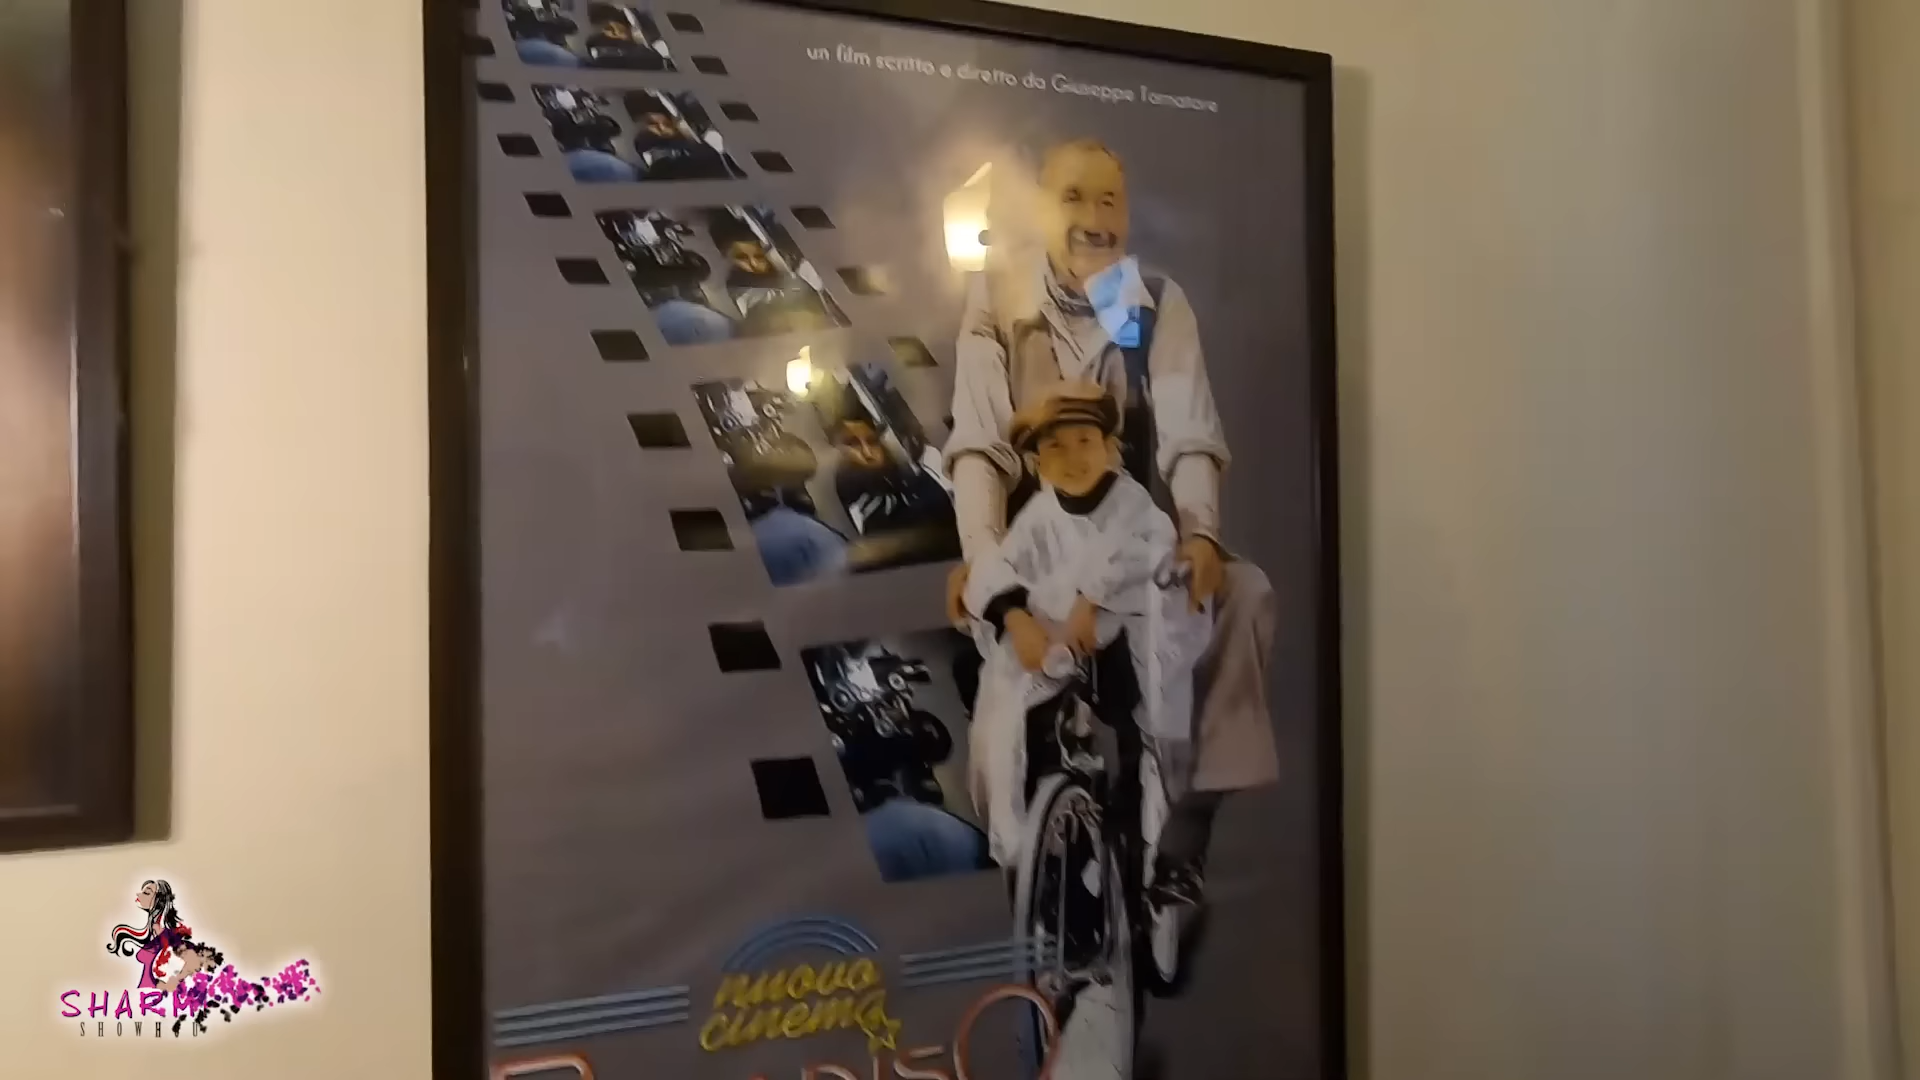 un film scritto e diretto da Giuseppe Tornatore
nuovo
cinema
SHARM